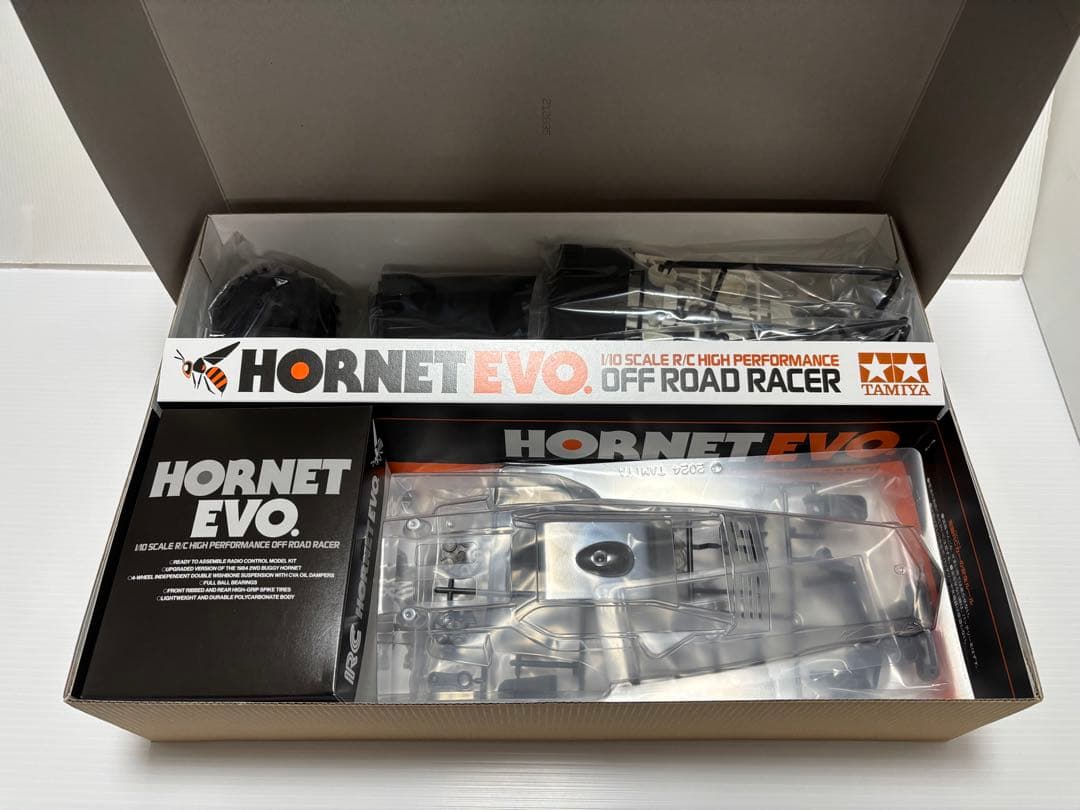 HORNET EVO.
1/10 SCALE R/C HIGH PERFORMANCE
OFF ROAD RACER
TAMIYA
HORNET EVO.
HORNET
EVO.
1/10 SCALE R/C HIGH PERFORMANCE OFF ROAD RACER
○READY TO ASSEMBLE RADIO CONTROL MODEL KIT
○UPGRADED VERSION OF THE 1984 2WD BUGGY HORNET
○4-WHEEL INDEPENDENT DOUBLE WISHBONE SUSPENSION WITH CVA OIL DAMPERS
○FULL BALL BEARINGS
○FRONT RIBBED AND REAR HIGH-GRIP SPIKE TIRES
○LIGHTWEIGHT AND DURABLE POLYCARBONATE BODY
R/C HORNET EVO
© 2024 TAMIYA